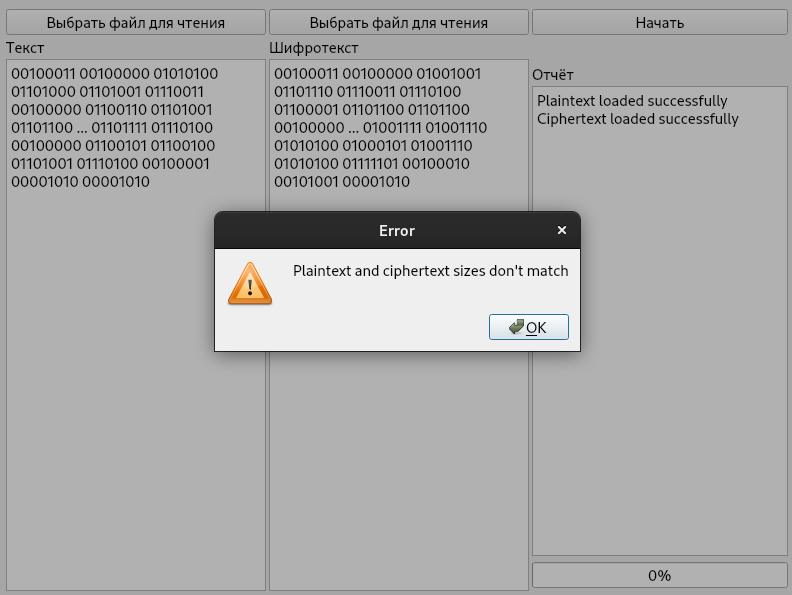 Выбрать файл для чтения
Выбрать файл для чтения
Начать
Текст
00100011 00100000 01010100
01101000 01101001 01110011
00100000 01100110 01101001
01101100 ... 01101111 01110100
00100000 01100101 01100100
01101001 01110100 00100001
00001010 00001010
Шифротекст
00100011 00100000 01001001
01101110 01110011 01110100
01100001 01101100 01101100
00100000 ... 01001111 01001110
01010100 01000101 01001110
01010100 01111101 00100010
00101001 00001010
Отчёт
Plaintext loaded successfully
Ciphertext loaded successfully
Error
Plaintext and ciphertext sizes don't match
OK
0%